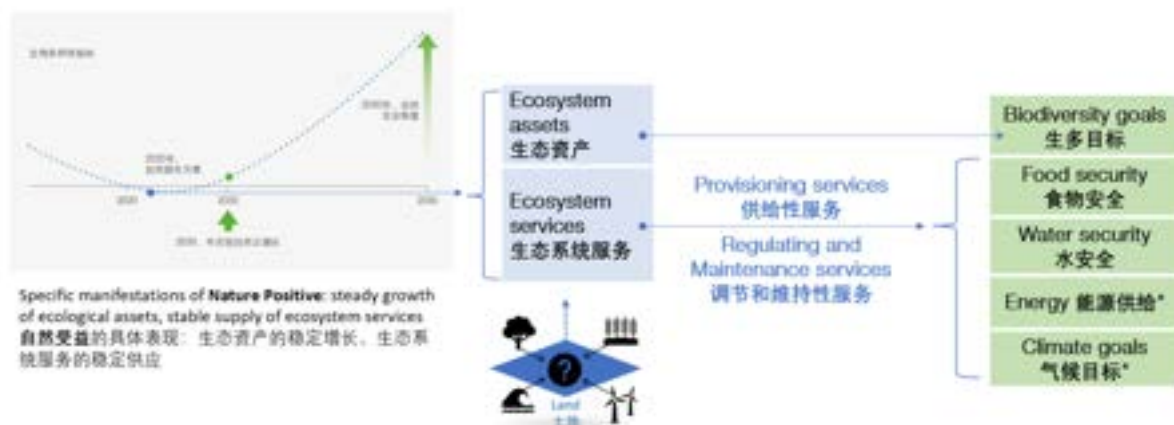 2020
2030
2050
Specific manifestations of Nature Positive: steady growth
of ecological assets, stable supply of ecosystem services
自然受益的具体表现：生态资产的稳定增长、生态系
统服务的稳定供应
Ecosystem
assets
生态资产
Ecosystem
services
生态系统服务
?
Land
土地
Provisioning services
供给性服务
Regulating and
Maintenance services
调节和维持性服务
Biodiversity goals
生多目标
Food security
食物安全
Water security
水安全
Energy 能源供给*
Climate goals
气候目标*